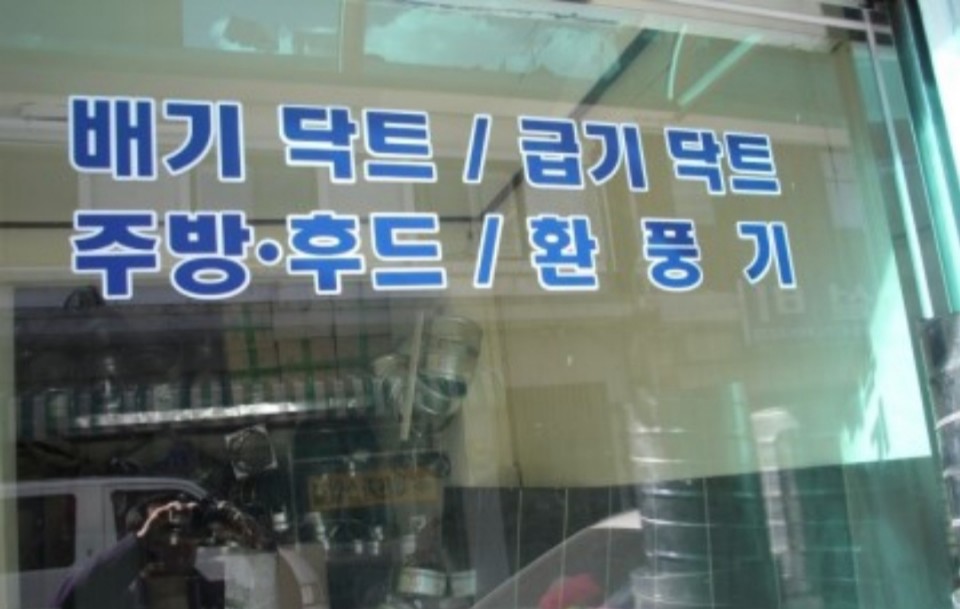 배기 닥트 / 급기 닥트
주방·후드 / 환 풍 기